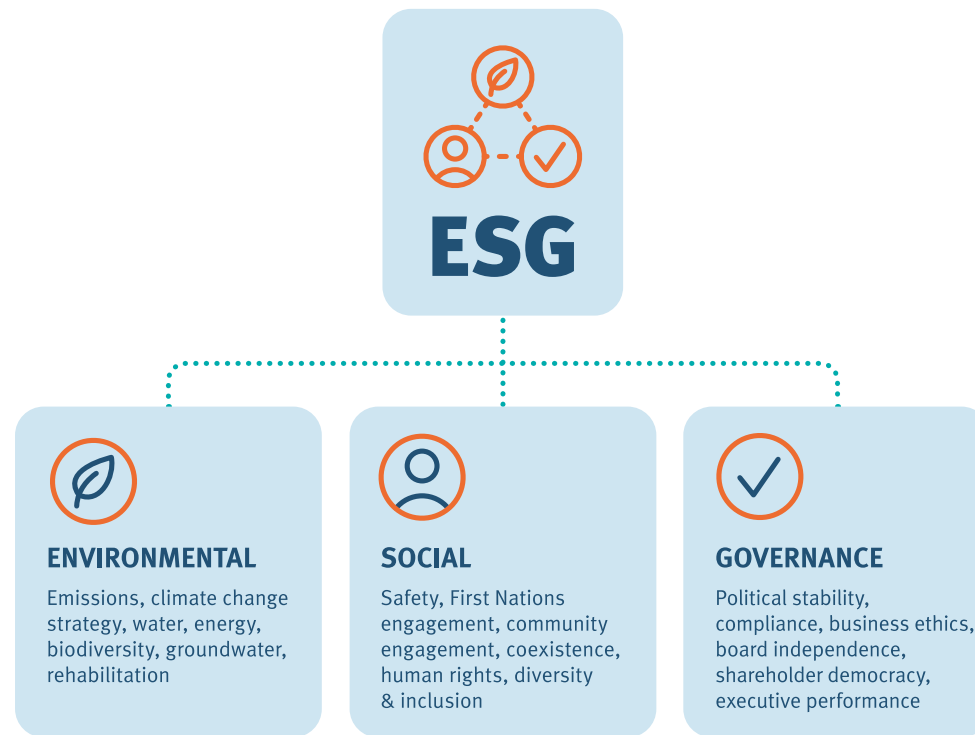 ESG
ENVIRONMENTAL
Emissions, climate change
strategy, water, energy,
biodiversity, groundwater,
rehabilitation
SOCIAL
Safety, First Nations
engagement, community
engagement, coexistence,
human rights, diversity
& inclusion
GOVERNANCE
Political stability,
compliance, business ethics,
board independence,
shareholder democracy,
executive performance